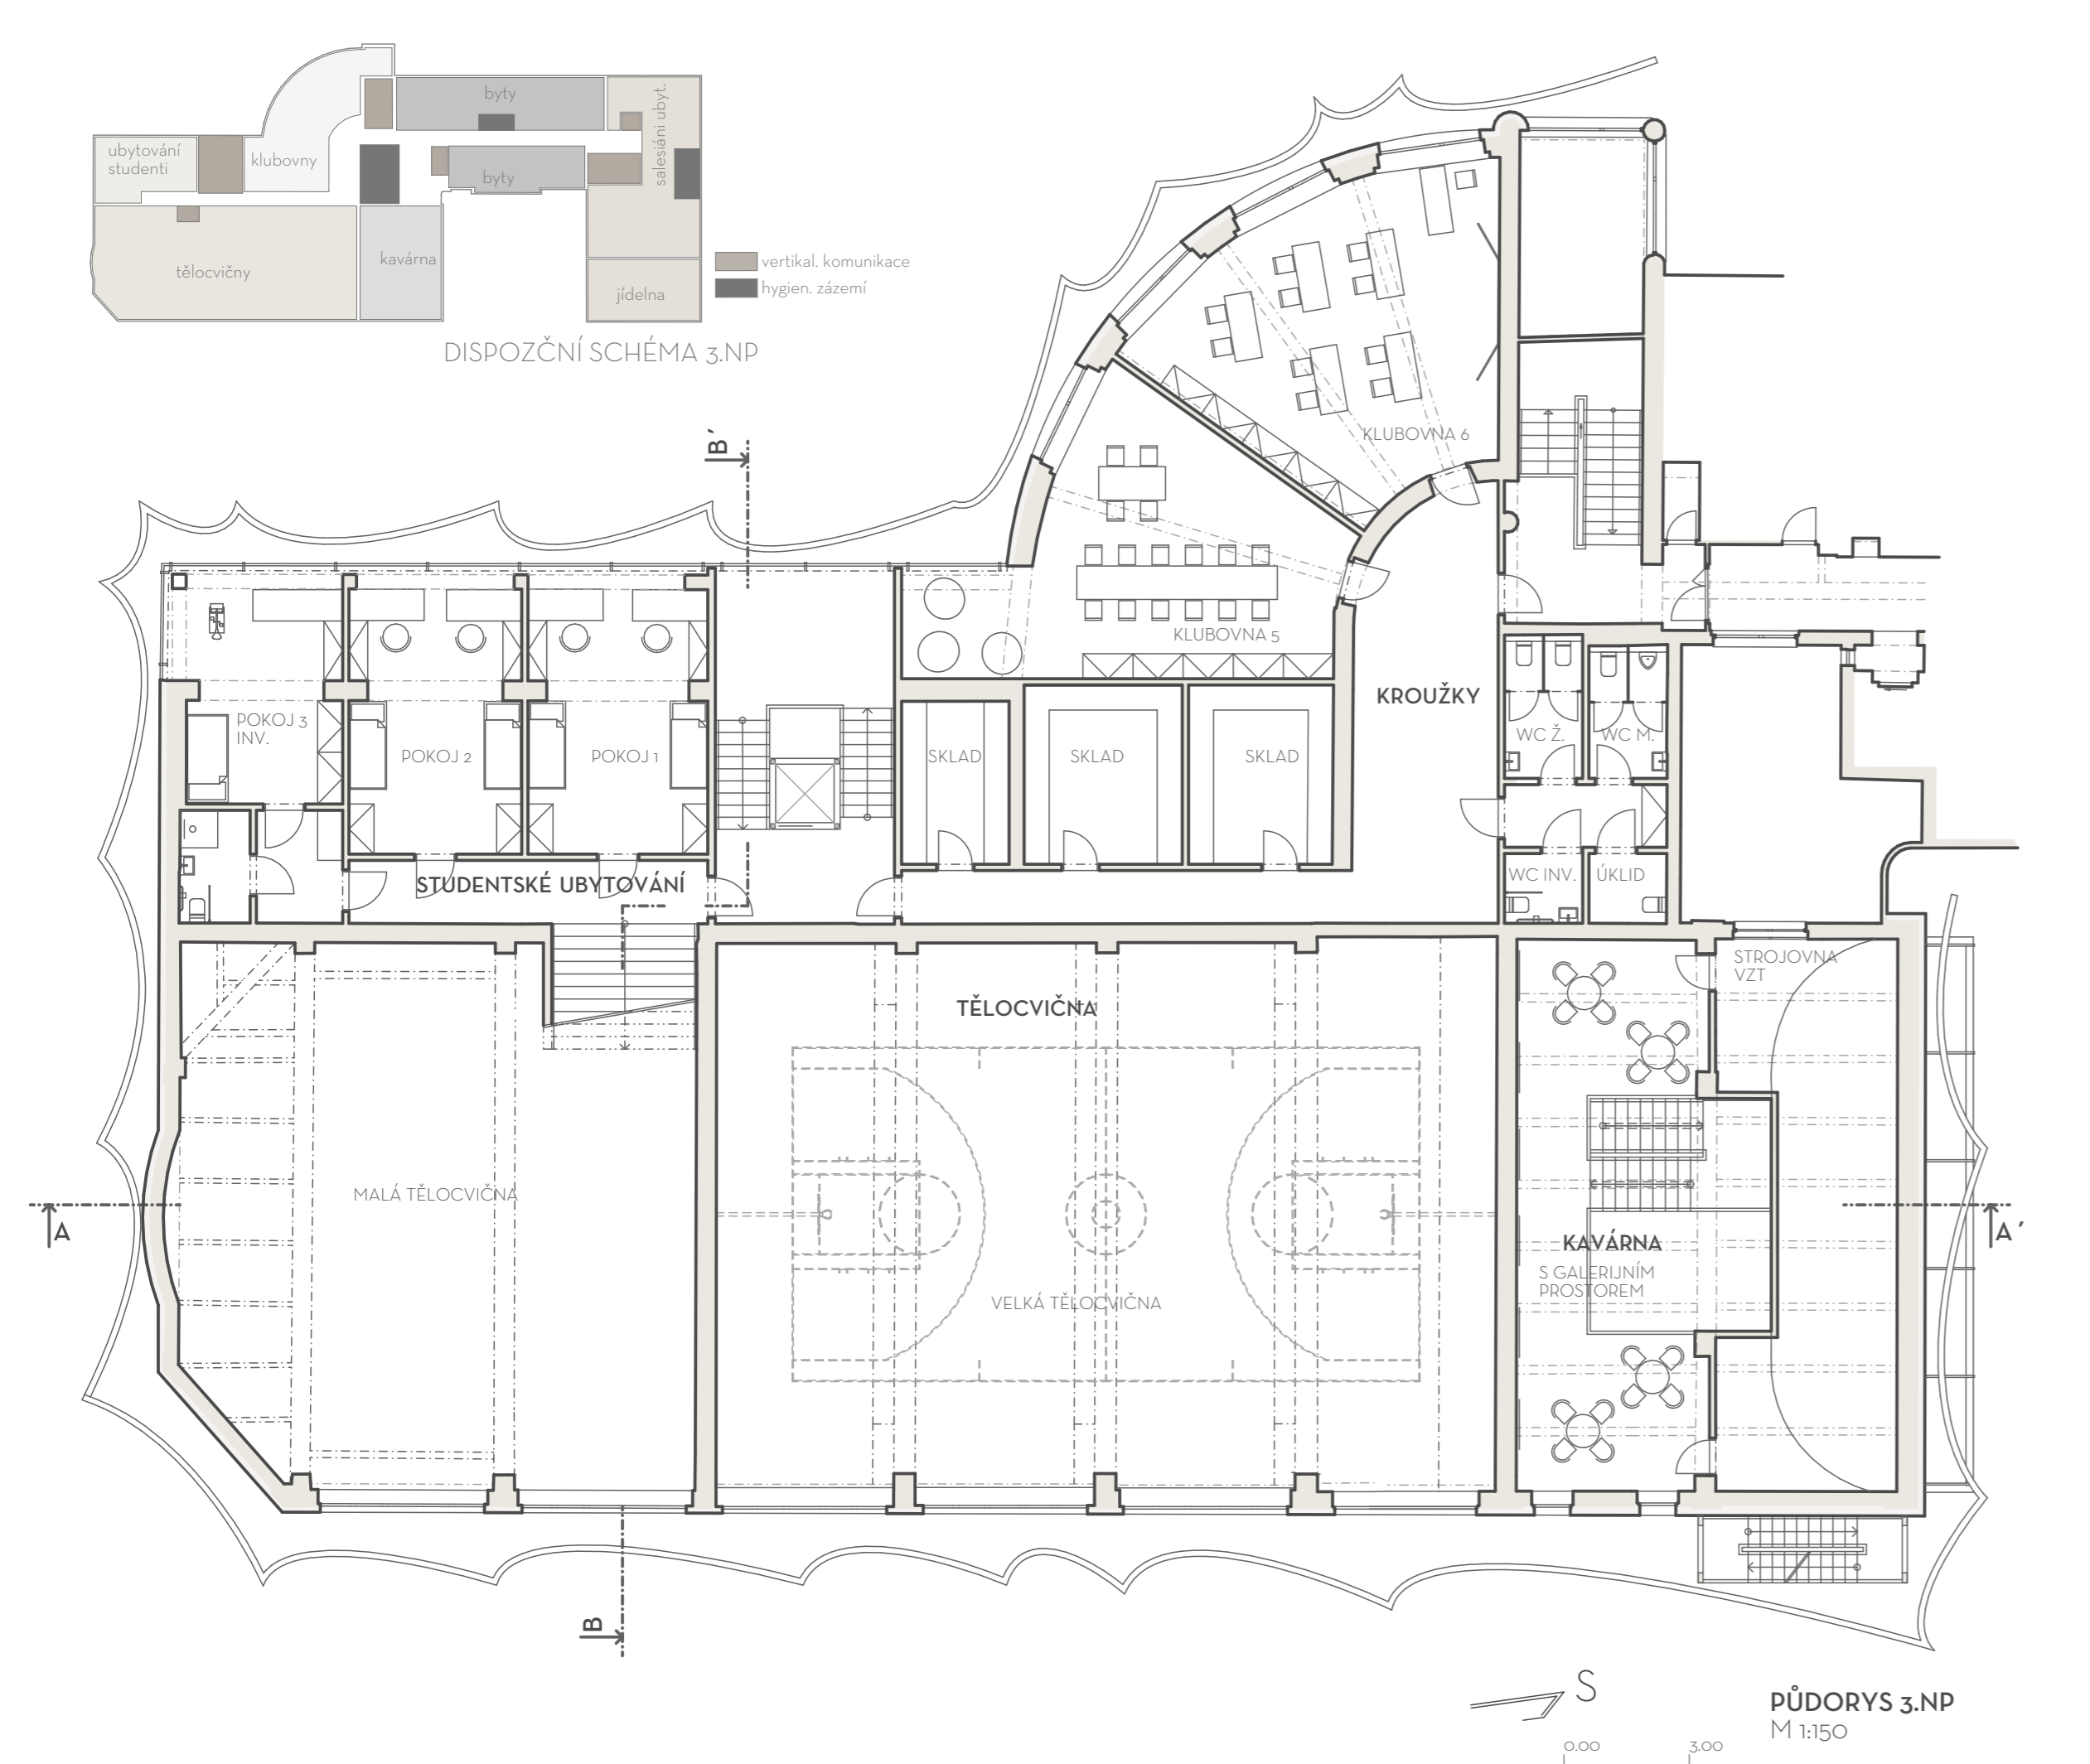 byty
salesiáni ubyt.
ubytování
studenti
klubovny
byty
kavárna
tělocvičny
jídelna
vertikal. komunikace
hygien. zázemí
DISPOZČNÍ SCHÉMA 3.NP
B´
KLUBOVNA 6
KLUBOVNA 5
KROUŽKY
POKOJ 3
INV.
POKOJ 2
POKOJ 1
SKLAD
SKLAD
SKLAD
WC Ž.
WC M.
STUDENTSKÉ UBYTOVÁNÍ
WC INV.
ÚKLID
STROJOVNA
VZT
TĚLOCVIČNA
MALÁ TĚLOCVIČNA
A
A´
KAVÁRNA
S GALERIJNÍM
PROSTOREM
VELKÁ TĚLOCVIČNA
B
S
PŮDORYS 3.NP
M 1:150
0.00
3.00